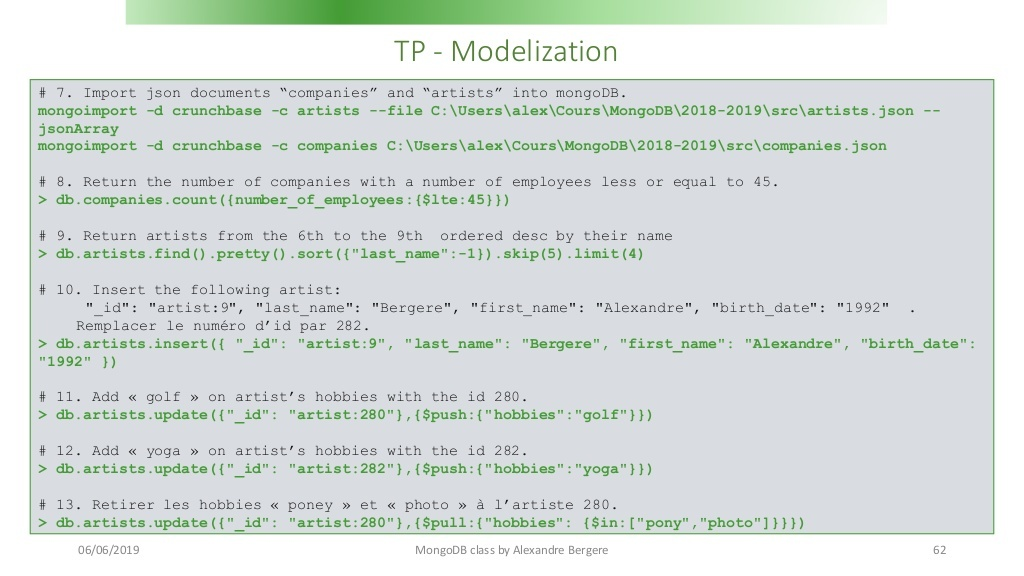 TP - Modelization
# 7. Import json documents “companies” and “artists” into mongoDB.
mongoimport -d crunchbase -c artists --file C:\Users\alex\Cours\MongoDB\2018-2019\src\artists.json --
jsonArray
mongoimport -d crunchbase -c companies C:\Users\alex\Cours\MongoDB\2018-2019\src\companies.json
# 8. Return the number of companies with a number of employees less or equal to 45.
> db.companies.count({number_of_employees:{$lte:45}})
# 9. Return artists from the 6th to the 9th  ordered desc by their name
> db.artists.find().pretty().sort({"last_name":-1}).skip(5).limit(4)
# 10. Insert the following artist:
"_id": "artist:9", "last_name": "Bergere", "first_name": "Alexandre", "birth_date": "1992"  .
Remplacer le numéro d’id par 282.
> db.artists.insert({ "_id": "artist:9", "last_name": "Bergere", "first_name": "Alexandre", "birth_date":
"1992" })
# 11. Add « golf » on artist’s hobbies with the id 280.
> db.artists.update({"_id": "artist:280"},{$push:{"hobbies":"golf"}})
# 12. Add « yoga » on artist’s hobbies with the id 282.
> db.artists.update({"_id": "artist:282"},{$push:{"hobbies":"yoga"}})
# 13. Retirer les hobbies « poney » et « photo » à l’artiste 280.
> db.artists.update({"_id": "artist:280"},{$pull:{"hobbies": {$in:["pony","photo"]}}})
06/06/2019
MongoDB class by Alexandre Bergere
62